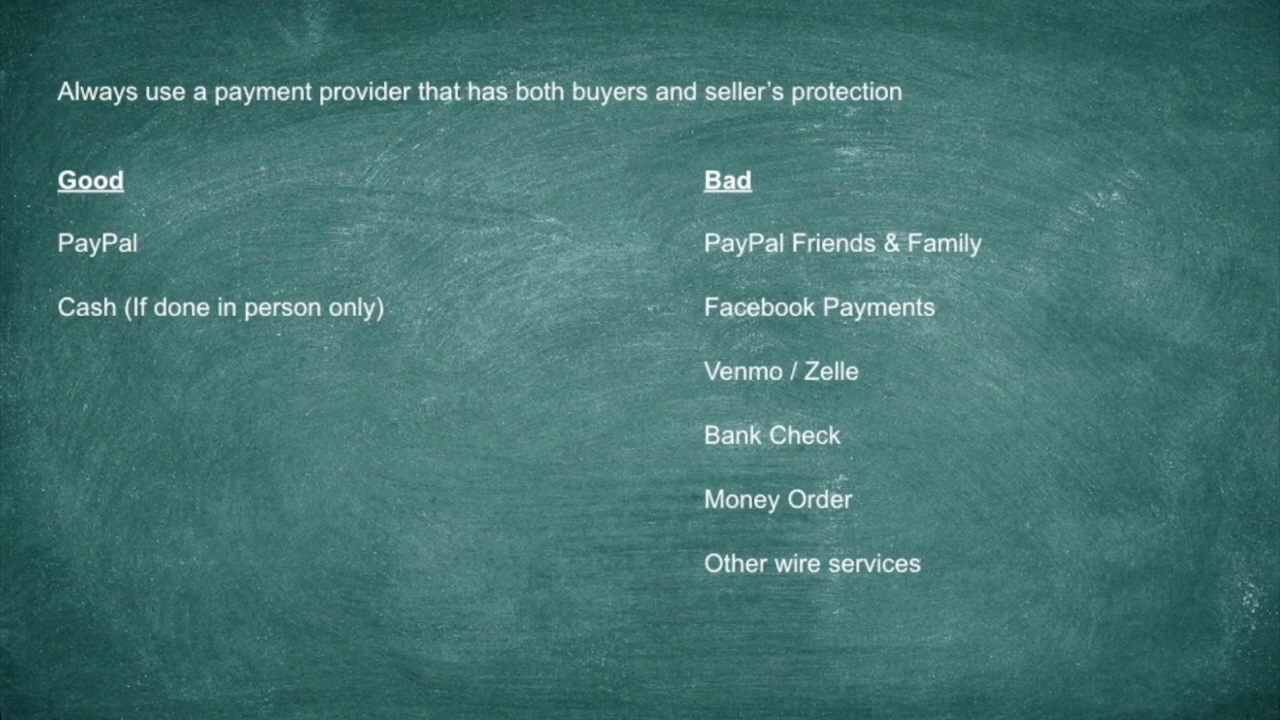 Always use a payment provider that has both buyers and seller’s protection
Good
PayPal
Cash (If done in person only)
Bad
PayPal Friends & Family
Facebook Payments
Venmo / Zelle
Bank Check
Money Order
Other wire services